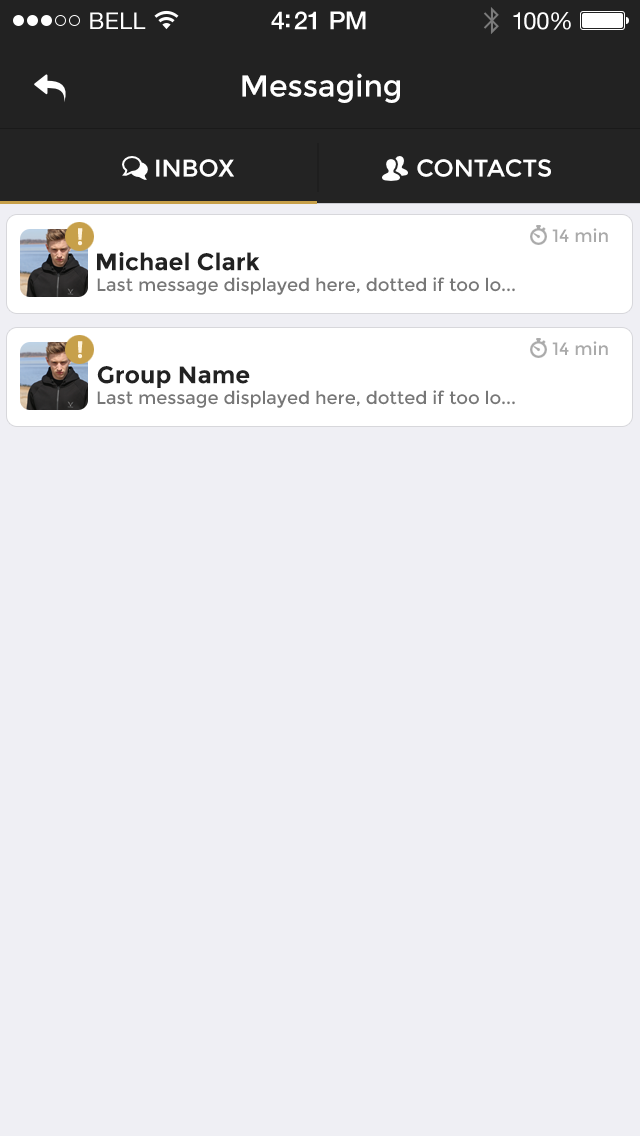 BELL 4:21 PM 100%
Messaging
INBOX CONTACTS
! 14 min
Michael Clark
Last message displayed here, dotted if too lo...
! 14 min
Group Name
Last message displayed here, dotted if too lo...